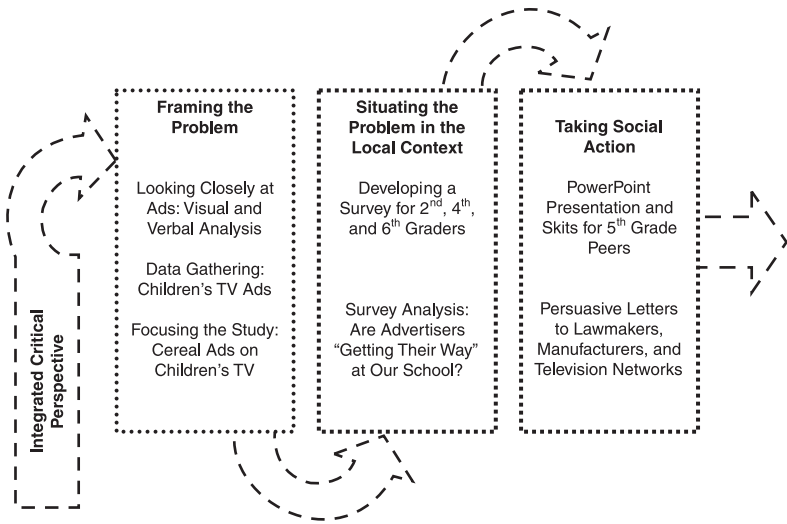 Integrated Critical
Perspective
Framing the
Problem
Looking Closely at
Ads: Visual and
Verbal Analysis
Data Gathering:
Children’s TV Ads
Focusing the Study:
Cereal Ads on
Children’s TV
Situating the
Problem in the
Local Context
Developing a
Survey for 2nd, 4th,
and 6th Graders
Survey Analysis:
Are Advertisers
“Getting Their Way”
at Our School?
Taking Social
Action
PowerPoint
Presentation and
Skits for 5th Grade
Peers
Persuasive Letters
to Lawmakers,
Manufacturers, and
Television Networks